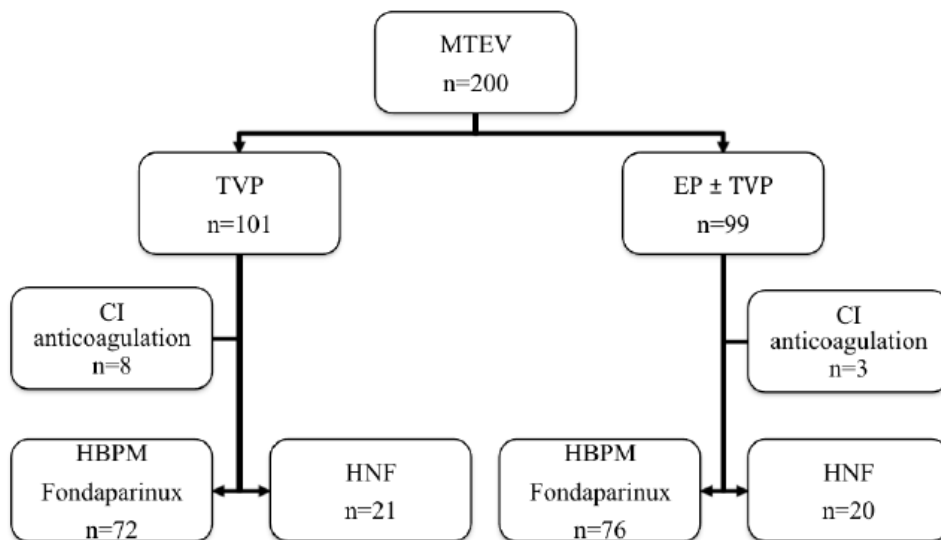 MTEV
n=200
TVP
n=101
EP ± TVP
n=99
CI
anticoagulation
n=8
CI
anticoagulation
n=3
HBPM
Fondaparinux
n=72
HNF
n=21
HBPM
Fondaparinux
n=76
HNF
n=20